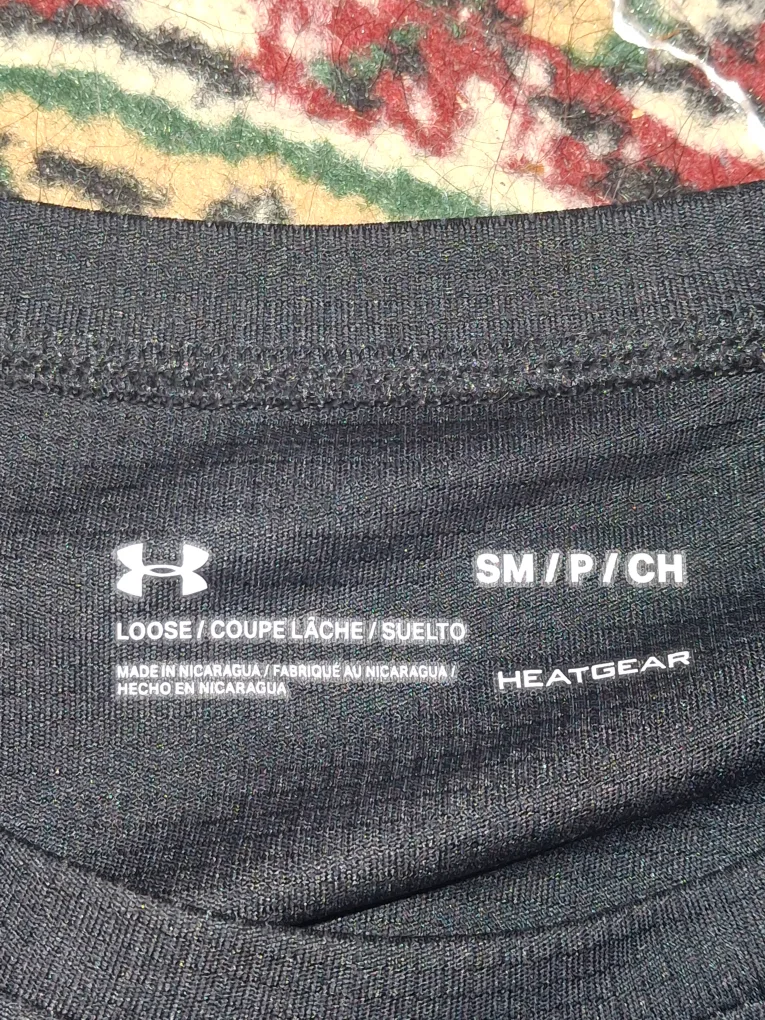 SM / P / CH
LOOSE / COUPE LÂCHE / SUELTO
MADE IN NICARAGUA / FABRIQUÉ AU NICARAGUA /
HECHO EN NICARAGUA
HEATGEAR